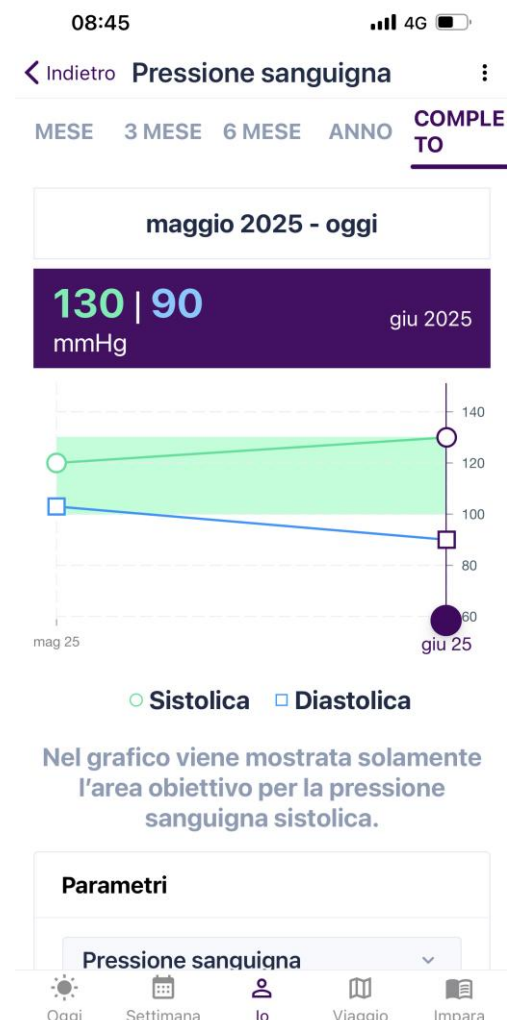 08:45
4G
Indietro
Pressione sanguigna
MESE
3 MESE
6 MESE
ANNO
COMPLE
TO
maggio 2025 - oggi
130 | 90
mmHg
giu 2025
140
120
100
80
60
mag 25
giu 25
Sistolica
Diastolica
Nel grafico viene mostrata solamente
l'area obiettivo per la pressione
sanguigna sistolica.
Parametri
Pressione sanguigna
Oggi
Settimana
Io
Viaggio
Impara